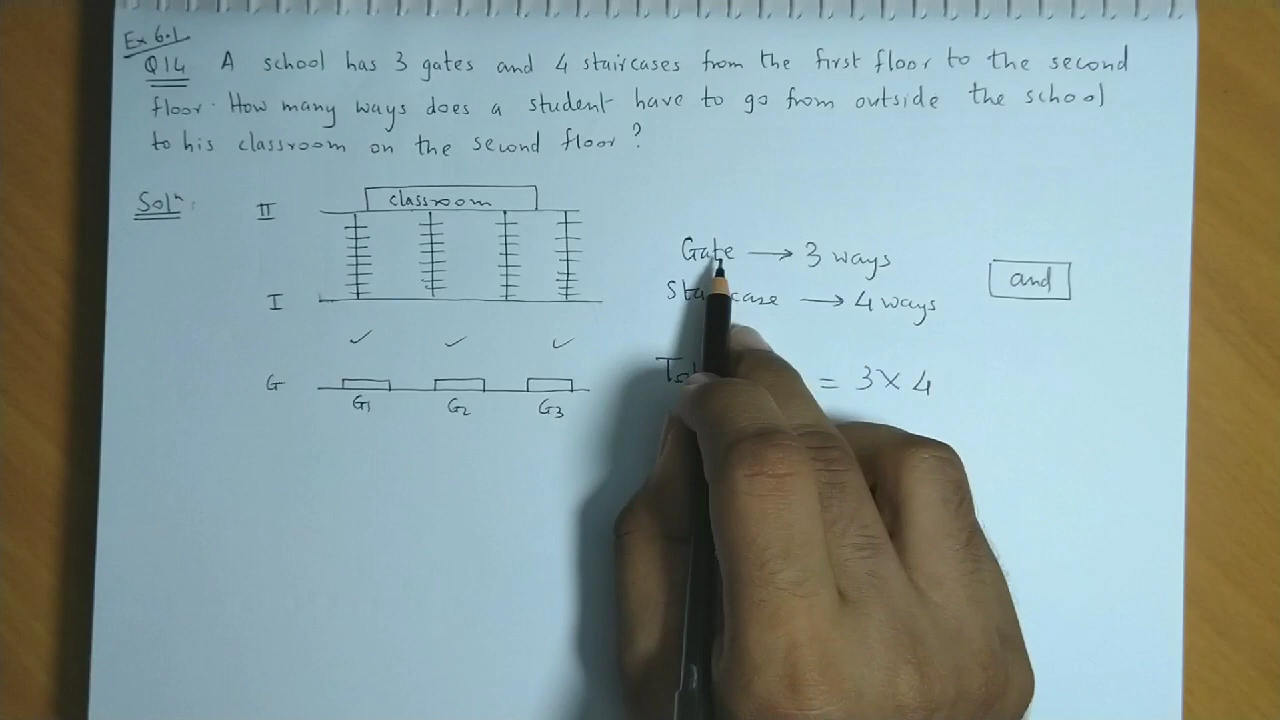 Ex 6.1
Q14 A school has 3 gates and 4 staircases from the first floor to the second
floor. How many ways does a student have to go from outside the school
to his classroom on the second floor?
Solⁿ:
II classroom
I
G
G1 G2 G3
Gate → 3 ways
Staircase → 4 ways
and
= 3 × 4